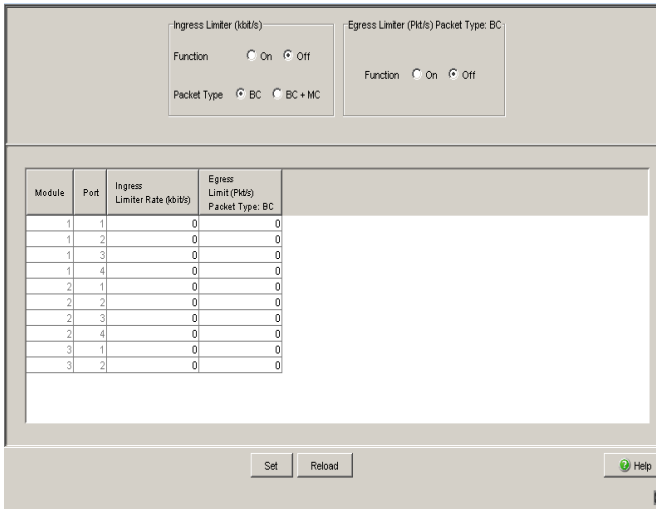 Ingress Limiter (kbit/s)
Function On Off
Packet Type BC BC + MC
Egress Limiter (Pkt/s) Packet Type: BC
Function On Off
Module Port Ingress Limiter Rate (kbit/s) Egress Limit (Pkt/s) Packet Type: BC
1 1 0 0
1 2 0 0
1 3 0 0
1 4 0 0
2 1 0 0
2 2 0 0
2 3 0 0
2 4 0 0
3 1 0 0
3 2 0 0
Set Reload Help